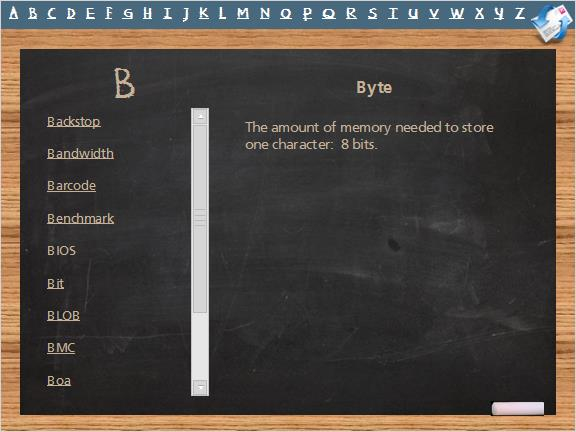 A B C D E F G H I J K L M N O P Q R S T U V W X Y Z
B
Backstop
Bandwidth
Barcode
Benchmark
BIOS
Bit
BLOB
BMC
Boa
Byte
The amount of memory needed to store
one character: 8 bits.